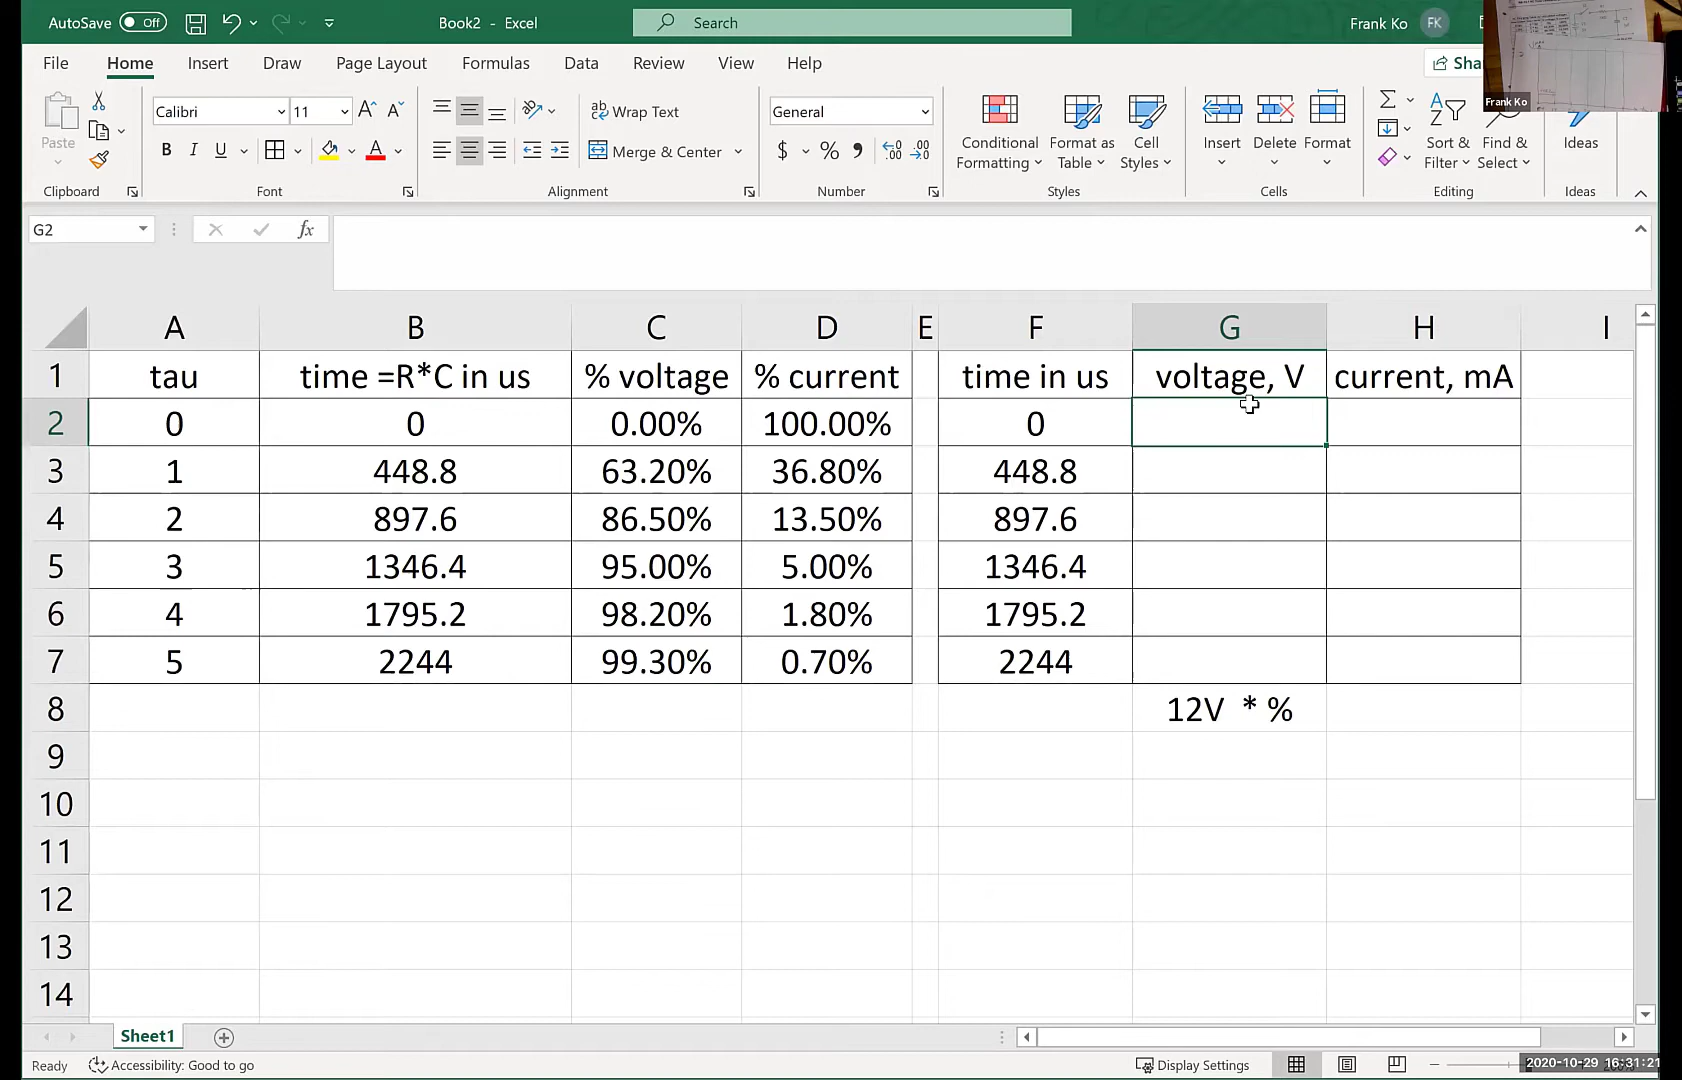 AutoSave Off Book2 - Excel Search Frank Ko FK
File Home Insert Draw Page Layout Formulas Data Review View Help Sha
Frank Ko
Paste Calibri 11 A A ab Wrap Text General Conditional Formatting Format as Table Cell Styles Insert Delete Format Sort & Filter Find & Select Ideas
B I U A Merge & Center $ % 9 .00 .00
Clipboard Font Alignment Number Styles Cells Editing Ideas
G2 fx
A B C D E F G H I
1 tau time =R*C in us % voltage % current time in us voltage, V current, mA
2 0 0 0.00% 100.00% 0
3 1 448.8 63.20% 36.80% 448.8
4 2 897.6 86.50% 13.50% 897.6
5 3 1346.4 95.00% 5.00% 1346.4
6 4 1795.2 98.20% 1.80% 1795.2
7 5 2244 99.30% 0.70% 2244
8 12V * %
9
10
11
12
13
14
Sheet1
Ready Accessibility: Good to go Display Settings 2020-10-29 16:31:21